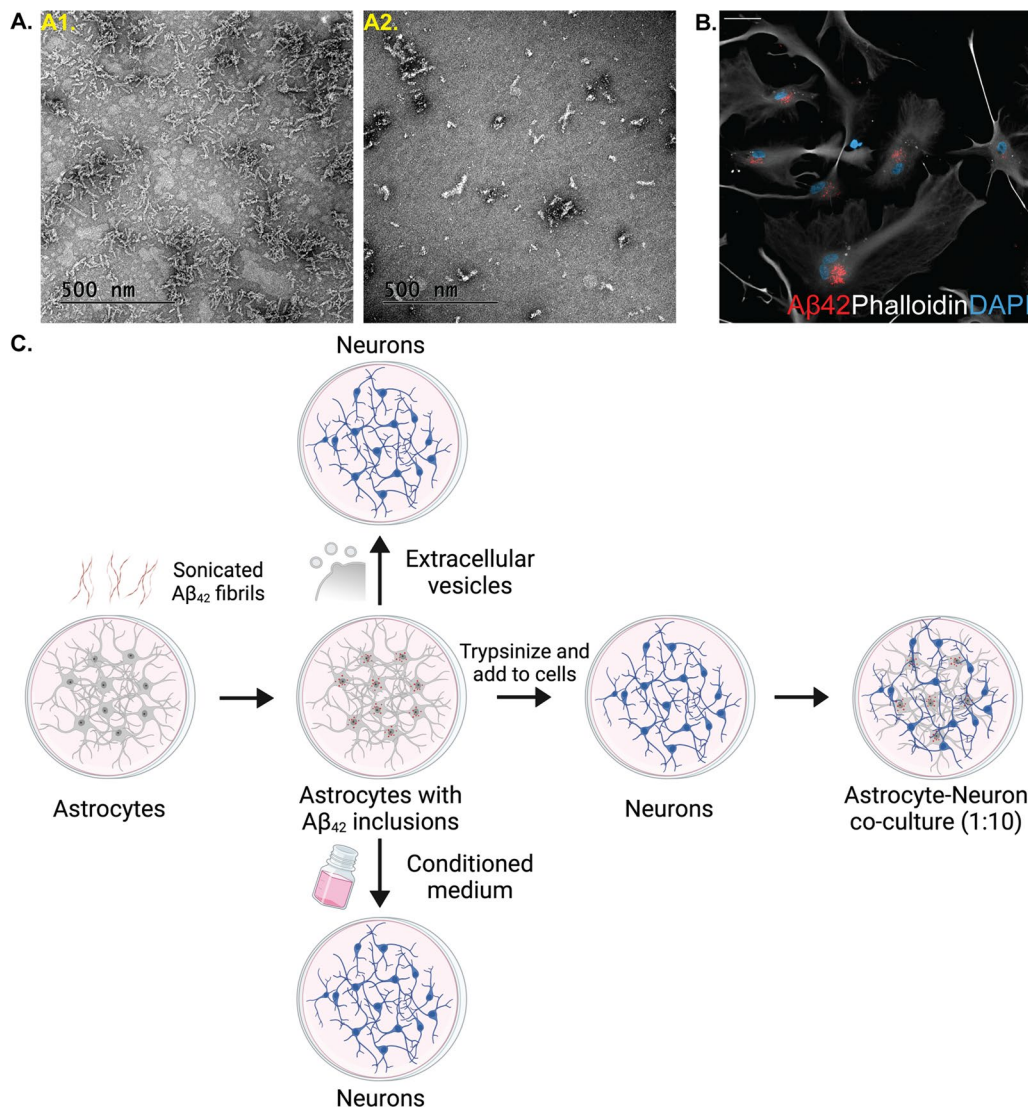 A.
A1.
500 nm
A2.
500 nm
B.
Aβ42PhalloidinDAPI
C.
Neurons
Sonicated
Aβ₄₂ fibrils
Extracellular
vesicles
Trypsinize and
add to cells
Astrocytes
Astrocytes with
Aβ₄₂ inclusions
Neurons
Astrocyte-Neuron
co-culture (1:10)
Conditioned
medium
Neurons